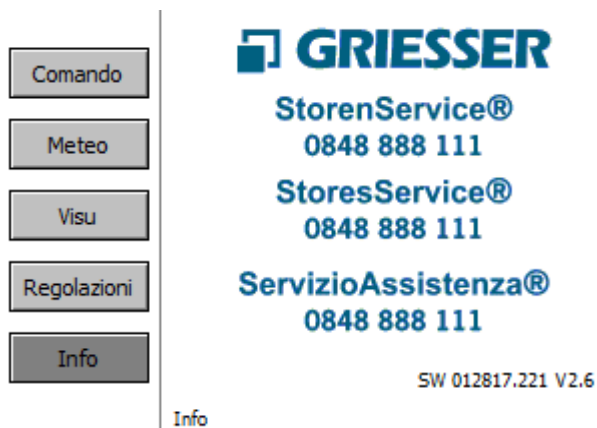 Comando
Meteo
Visu
Regolazioni
Info
GRIESSER
StorenService®
0848 888 111
StoresService®
0848 888 111
ServizioAssistenza®
0848 888 111
SW 012817.221 V2.6
Info